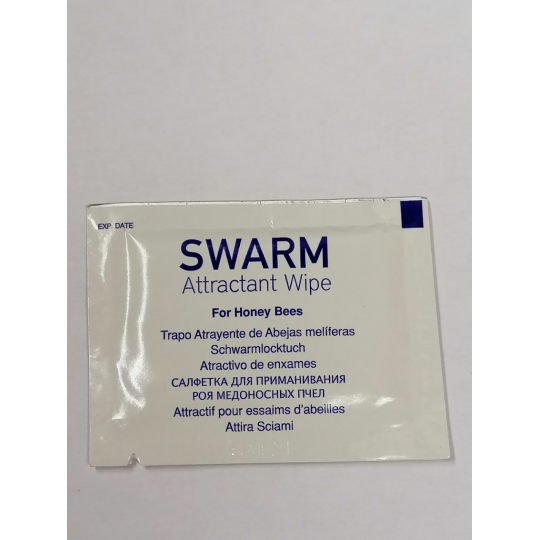 EXP. DATE
SWARM
Attractant Wipe
For Honey Bees
Trapo Atrayente de Abejas melíferas
Schwarmlocktuch
Atractivo de enxames
САЛФЕТКА ДЛЯ ПРИМАНИВАНИЯ
РОЯ МЕДОНОСНЫХ ПЧЕЛ
Attractif pour essaims d'abeilles
Attira Sciami